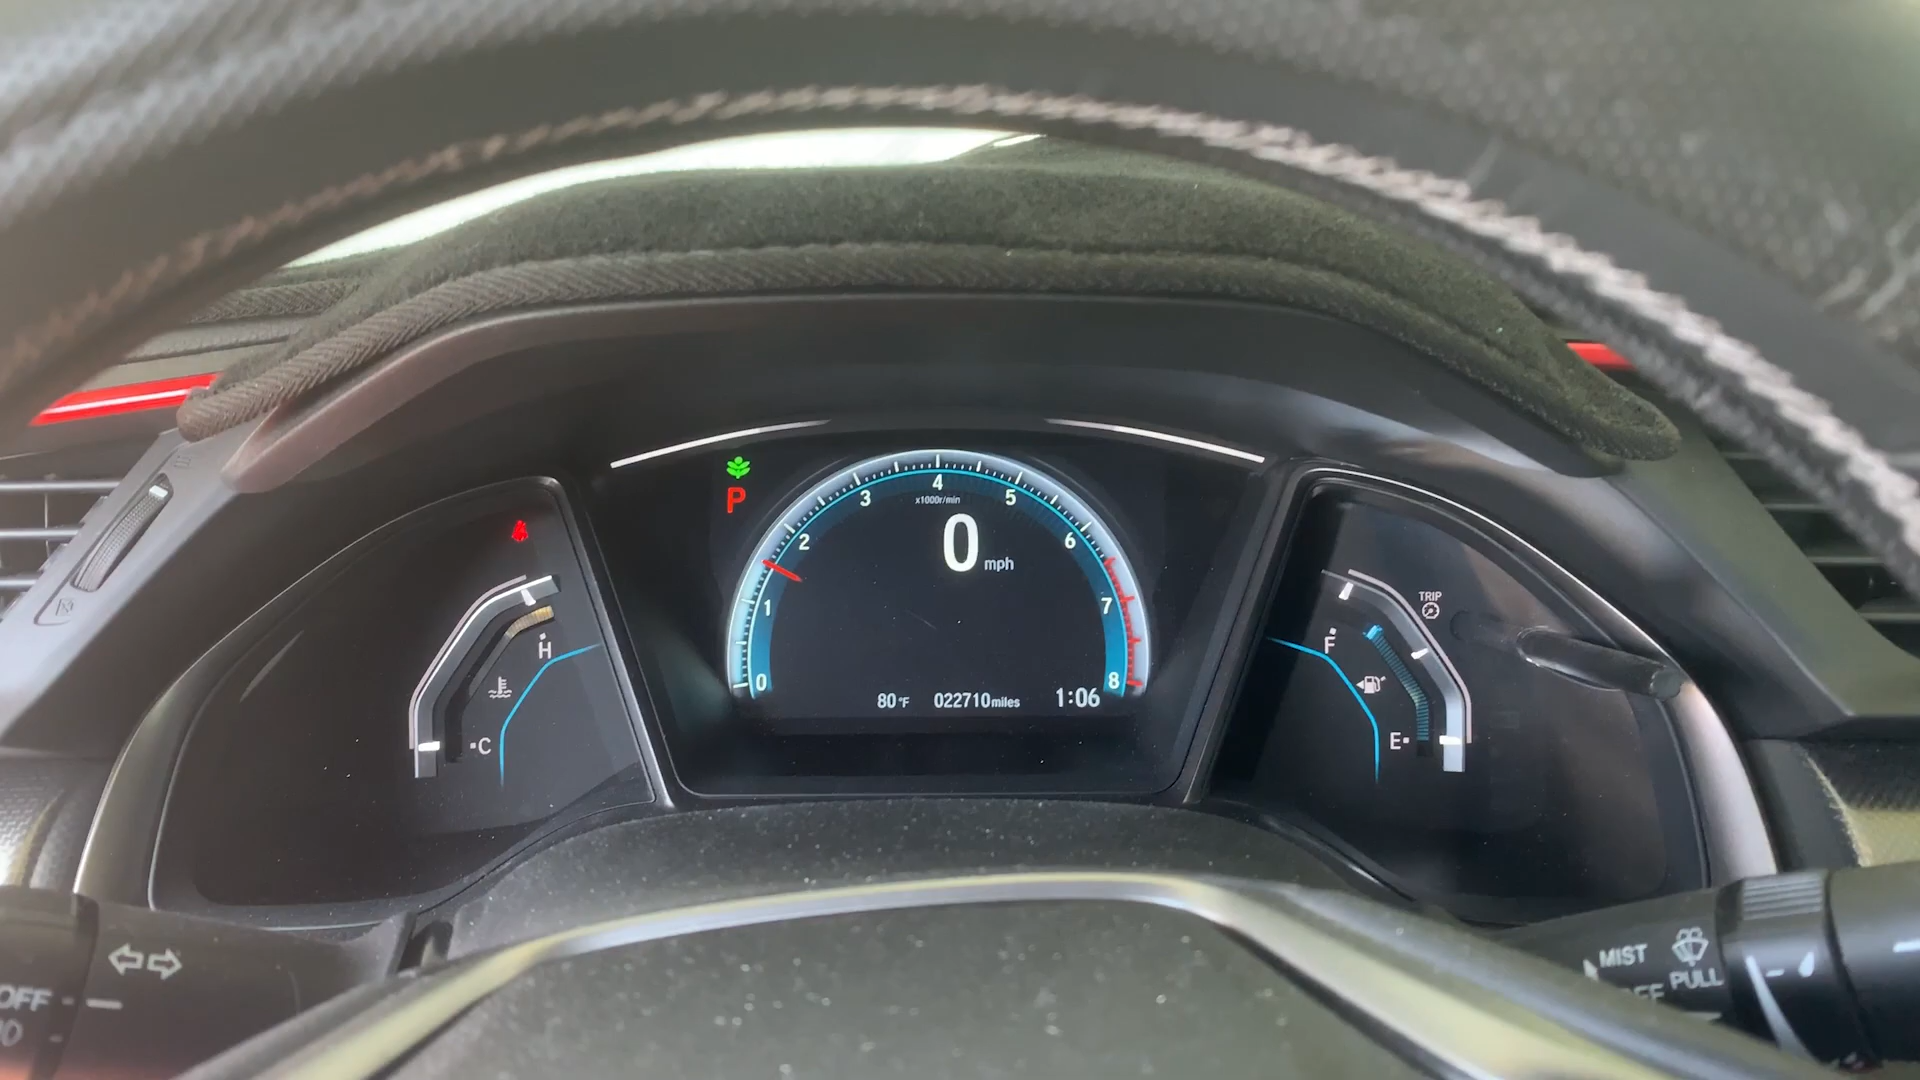 P
4
3
5
x1000r/min
2
0 mph
6
1
7
0
8
80°F 022710miles 1:06
H
C
TRIP
F
E
OFF
MIST
PULL